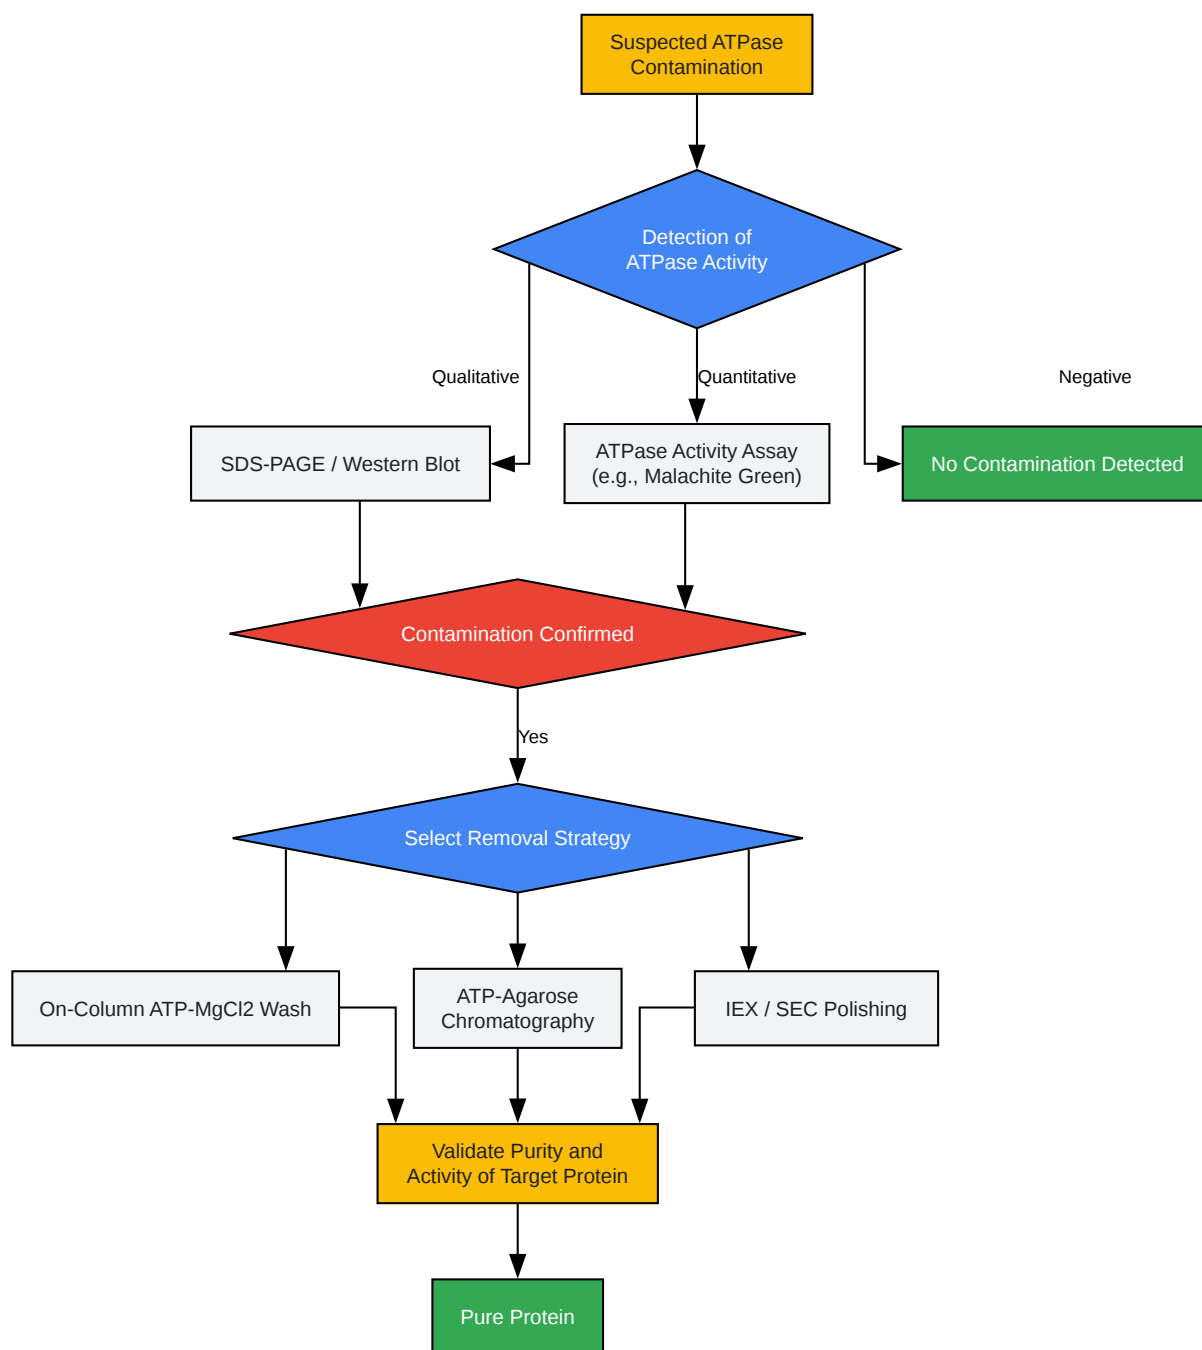 Suspected ATPase
Contamination
Detection of
ATPase Activity
Qualitative
Quantitative
Negative
SDS-PAGE / Western Blot
ATPase Activity Assay
(e.g., Malachite Green)
No Contamination Detected
Contamination Confirmed
Yes
Select Removal Strategy
On-Column ATP-MgCl2 Wash
ATP-Agarose
Chromatography
IEX / SEC Polishing
Validate Purity and
Activity of Target Protein
Pure Protein